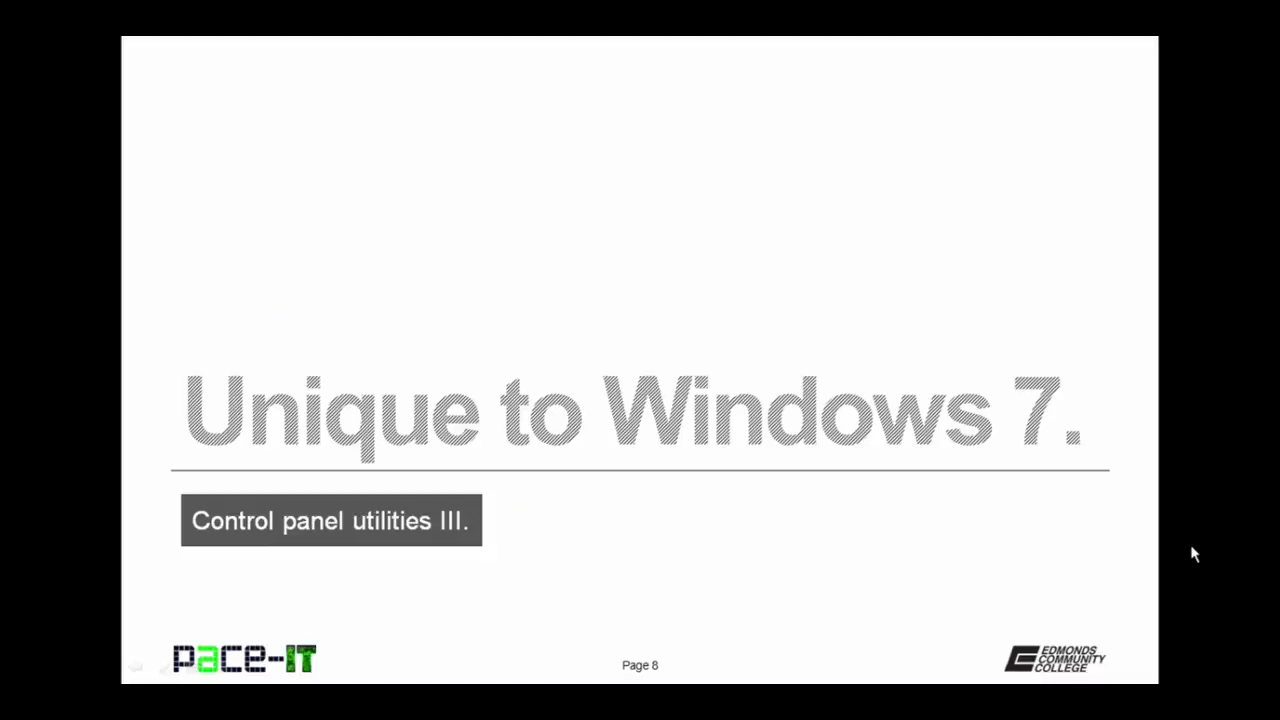 Unique to Windows 7.
Control panel utilities III.
pace-IT
Page 8
EDMONDS
COMMUNITY
COLLEGE